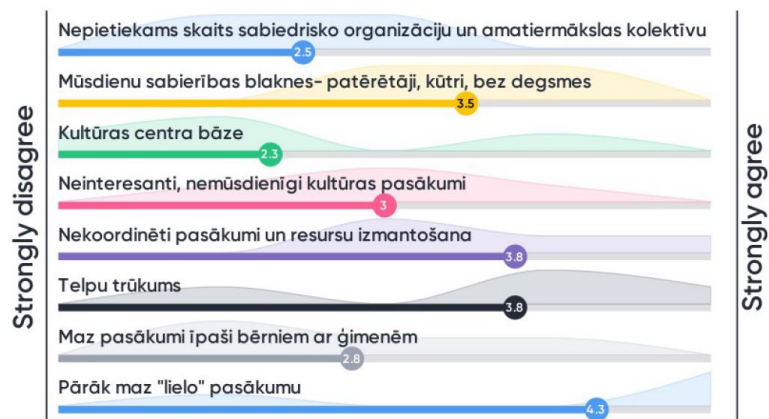 Strongly disagree
Nepietiekams skaits sabiedrisko organizāciju un amatiermākslas kolektīvu
2.5
Mūsdienu sabierības blaknes- patērētāji, kūtri, bez degsmes
3.5
Kultūras centra bāze
2.3
Neinteresanti, nemūsdienīgi kultūras pasākumi
3
Nekoordinēti pasākumi un resursu izmantošana
3.8
Telpu trūkums
3.8
Maz pasākumi īpaši bērniem ar ģimenēm
2.8
Pārāk maz "lielo" pasākumu
4.3
Strongly agree